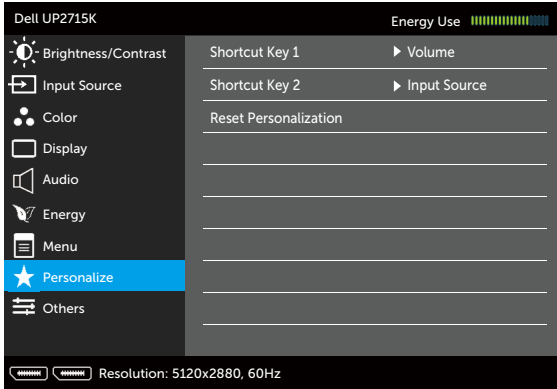 Dell UP2715K
Energy Use
Brightness/Contrast
Shortcut Key 1
Volume
Input Source
Shortcut Key 2
Input Source
Color
Reset Personalization
Display
Audio
Energy
Menu
Personalize
Others
Resolution: 5120x2880, 60Hz